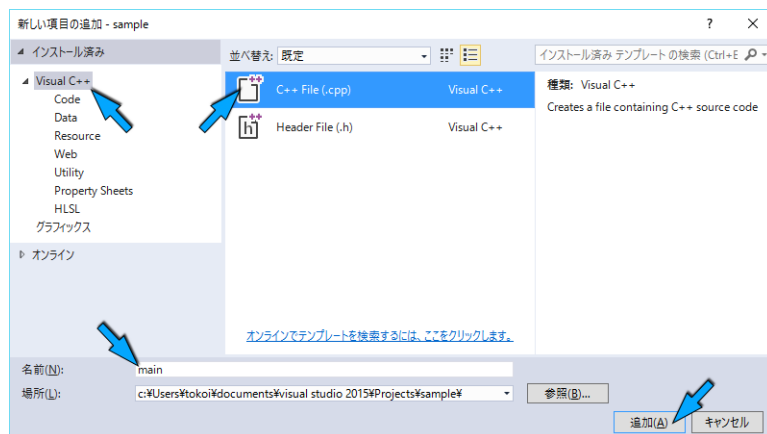 新しい項目の追加 - sample
? ×
インストール済み
並べ替え: 既定
インストール済み テンプレート の検索 (Ctrl+E
Visual C++
Code
Data
Resource
Web
Utility
Property Sheets
HLSL
グラフィックス
オンライン
C++ File (.cpp) Visual C++
Header File (.h) Visual C++
種類: Visual C++
Creates a file containing C++ source code
オンラインでテンプレートを検索するには、ここをクリックします。
名前(N): main
場所(L): c:¥Users¥tokoi¥documents¥visual studio 2015¥Projects¥sample¥
参照(B)...
追加(A) キャンセル